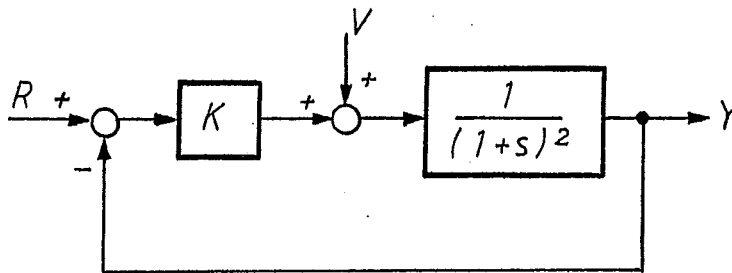 V
R +
K
+
+
1
(1+s)2
Y
-